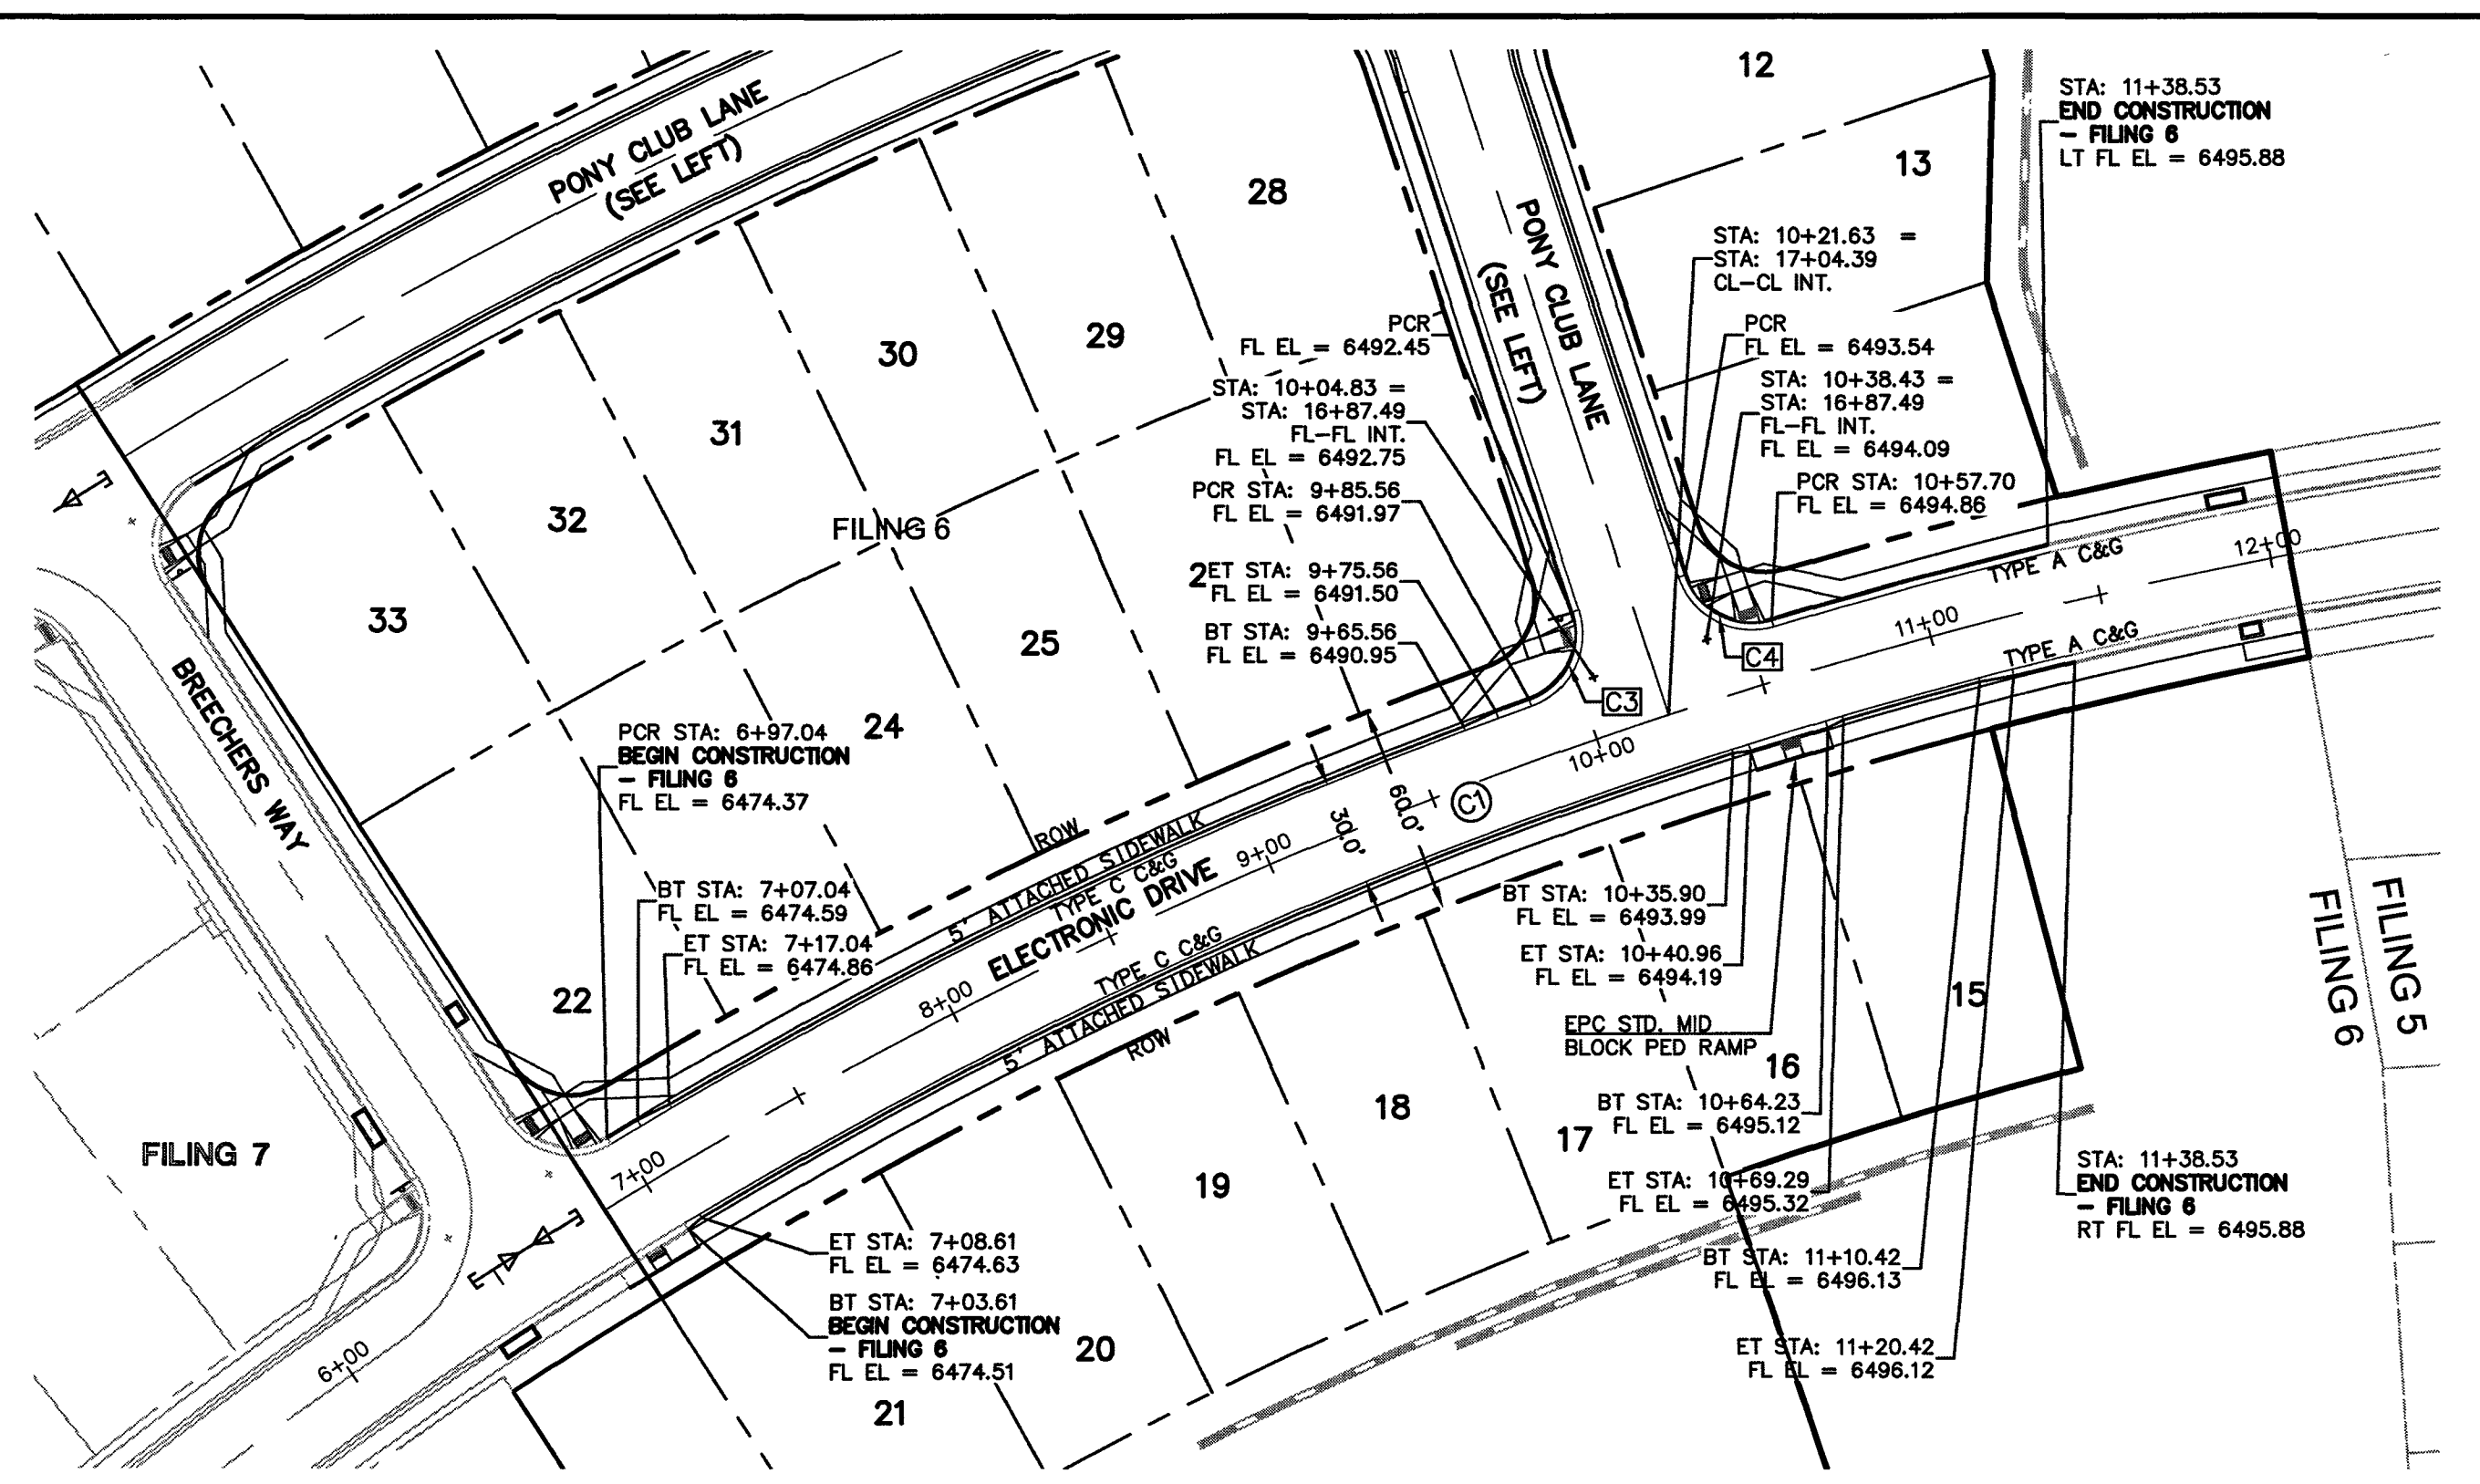 PONY CLUB LANE
(SEE LEFT)
12
13
28
29
30
31
32
33
FILING 6
STA: 11+38.53
END CONSTRUCTION
– FILING 6
LT FL EL = 6495.88
PONY CLUB LANE
(SEE LEFT)
STA: 10+21.63 =
STA: 17+04.39
CL–CL INT.
PCR
FL EL = 6492.45
STA: 10+04.83 =
STA: 16+87.49
FL–FL INT.
FL EL = 6492.75
PCR STA: 9+85.56
FL EL = 6491.97
2
ET STA: 9+75.56
FL EL = 6491.50
BT STA: 9+65.56
FL EL = 6490.95
PCR
FL EL = 6493.54
STA: 10+38.43 =
STA: 16+87.49
FL–FL INT.
FL EL = 6494.09
PCR STA: 10+57.70
FL EL = 6494.86
TYPE A C&G
12+00
11+00
TYPE A C&G
C4
C3
C1
10+00
60.0'
30.0'
9+00
25
24
22
BREECHERS WAY
PCR STA: 6+97.04
BEGIN CONSTRUCTION
– FILING 6
FL EL = 6474.37
BT STA: 7+07.04
FL EL = 6474.59
ET STA: 7+17.04
FL EL = 6474.86
ROW
5' ATTACHED SIDEWALK
TYPE C C&G
ELECTRONIC DRIVE
8+00
TYPE C C&G
5' ATTACHED SIDEWALK
ROW
7+00
6+00
FILING 7
BT STA: 10+35.90
FL EL = 6493.99
ET STA: 10+40.96
FL EL = 6494.19
EPC STD. MID
BLOCK PED RAMP
15
16
17
18
19
20
21
BT STA: 10+64.23
FL EL = 6495.12
ET STA: 10+69.29
FL EL = 6495.32
BT STA: 11+10.42
FL EL = 6496.13
ET STA: 11+20.42
FL EL = 6496.12
ET STA: 7+08.61
FL EL = 6474.63
BT STA: 7+03.61
BEGIN CONSTRUCTION
– FILING 6
FL EL = 6474.51
STA: 11+38.53
END CONSTRUCTION
– FILING 6
RT FL EL = 6495.88
FILING 6
FILING 5